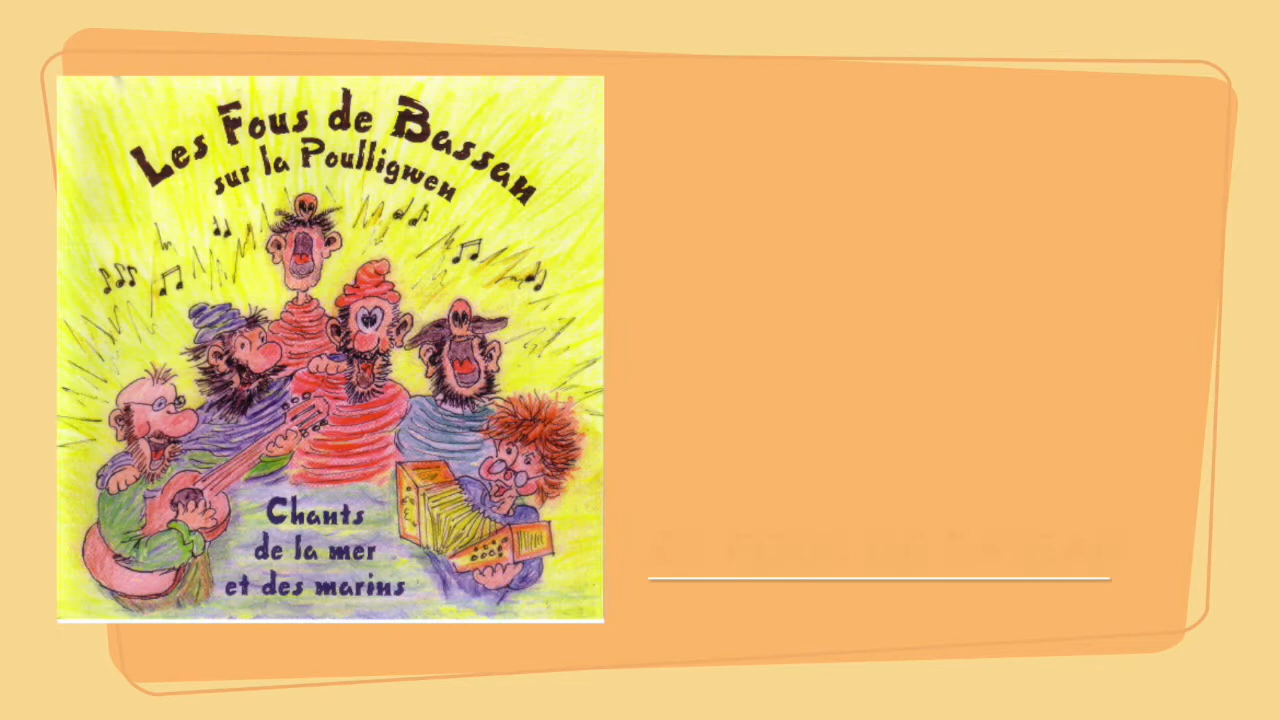 Les Fous de Bassan
sur la Poulligwen
Chants
de la mer
et des marins